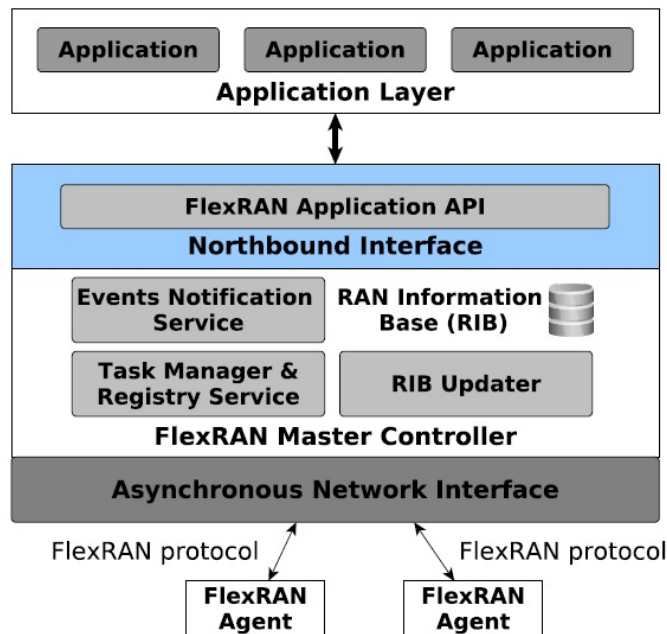 Application Application Application
Application Layer
FlexRAN Application API
Northbound Interface
Events Notification
Service
RAN Information
Base (RIB)
Task Manager &
Registry Service
RIB Updater
FlexRAN Master Controller
Asynchronous Network Interface
FlexRAN protocol FlexRAN protocol
FlexRAN
Agent
FlexRAN
Agent